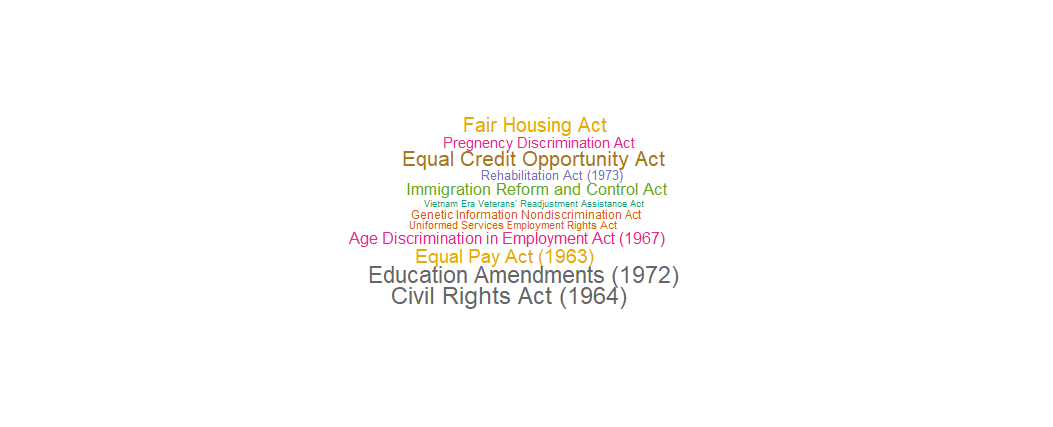 Fair Housing Act
Pregnency Discrimination Act
Equal Credit Opportunity Act
Rehabilitation Act (1973)
Immigration Reform and Control Act
Vietnam Era Veterans' Readjustment Assistance Act
Genetic Information Nondiscrimination Act
Uniformed Services Employment Rights Act
Age Discrimination in Employment Act (1967)
Equal Pay Act (1963)
Education Amendments (1972)
Civil Rights Act (1964)